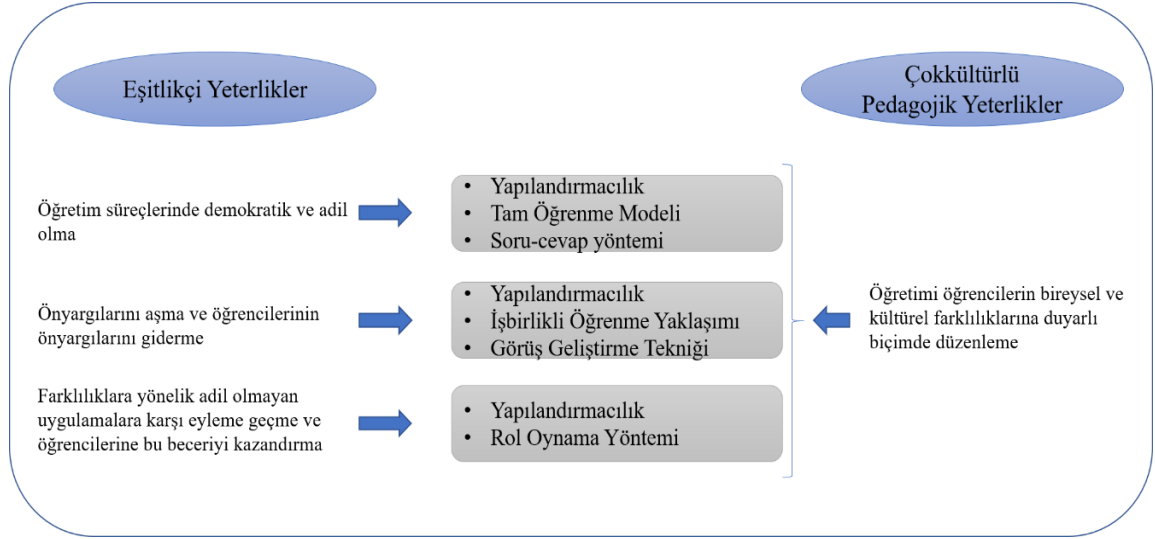 Eşitlikçi Yeterlikler
Çokkültürlü
Pedagojik Yeterlikler
Öğretim süreçlerinde demokratik ve adil
olma
• Yapılandırmacılık
• Tam Öğrenme Modeli
• Soru-cevap yöntemi
Önyargılarını aşma ve öğrencilerinin
önyargılarını giderme
• Yapılandırmacılık
• İşbirlikli Öğrenme Yaklaşımı
• Görüş Geliştirme Tekniği
Öğretimi öğrencilerin bireysel ve
kültürel farklılıklarına duyarlı
biçimde düzenleme
Farklılıklara yönelik adil olmayan
uygulamalara karşı eyleme geçme ve
öğrencilerine bu beceriyi kazandırma
• Yapılandırmacılık
• Rol Oynama Yöntemi